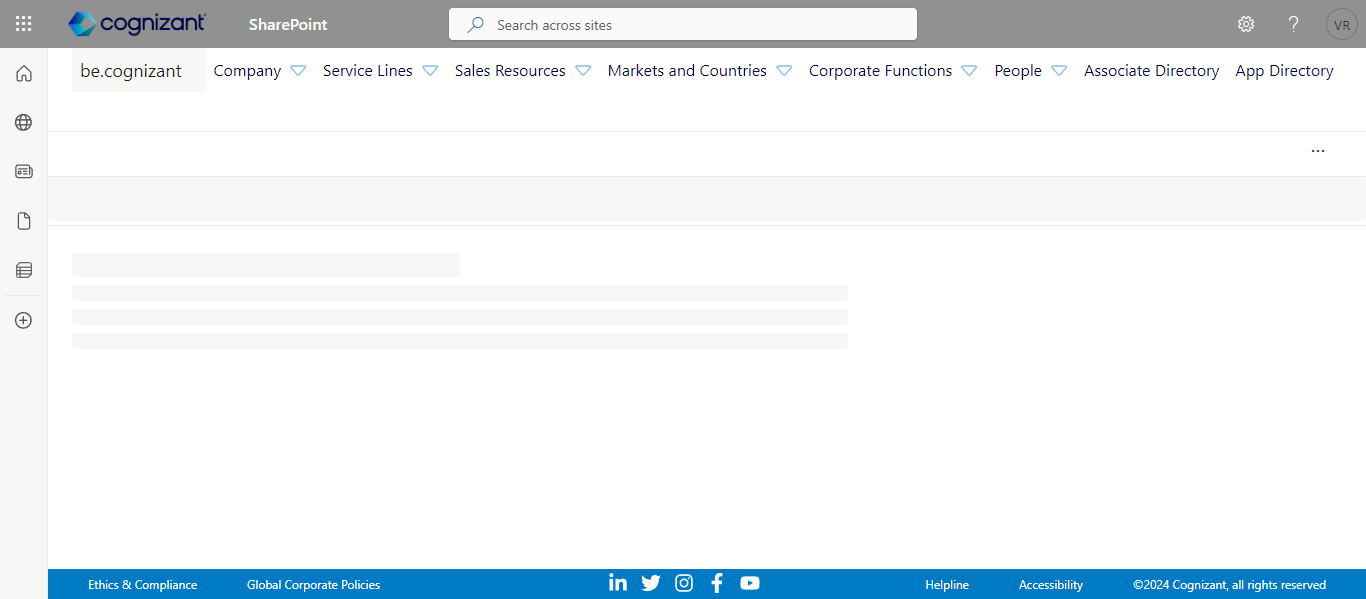 cognizant SharePoint Search across sites ? VR
be.cognizant Company Service Lines Sales Resources Markets and Countries Corporate Functions People Associate Directory App Directory
...
Ethics & Compliance Global Corporate Policies Helpline Accessibility ©2024 Cognizant, all rights reserved